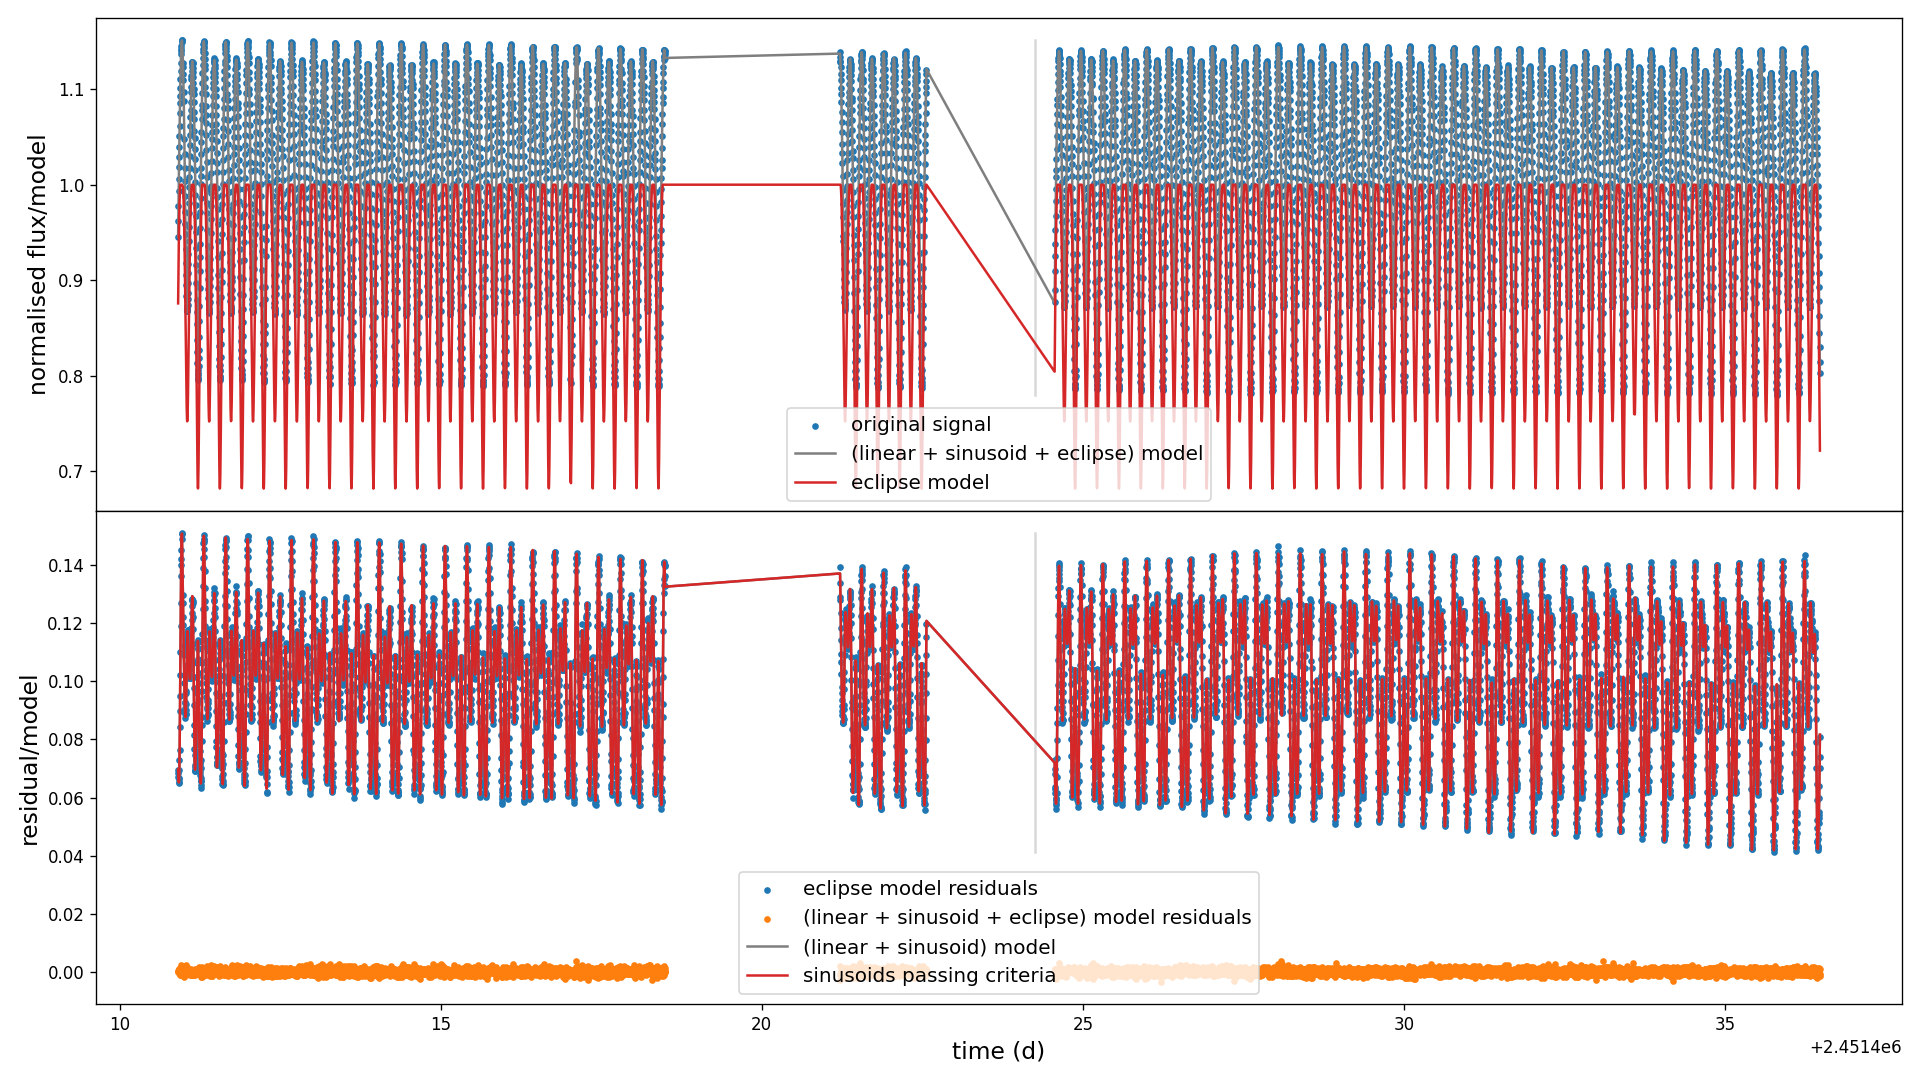 1.1
1.0
0.9
0.8
0.7
normalised flux/model
original signal
(linear + sinusoid + eclipse) model
eclipse model
0.14
0.12
0.10
0.08
0.06
0.04
0.02
0.00
residual/model
eclipse model residuals
(linear + sinusoid + eclipse) model residuals
(linear + sinusoid) model
sinusoids passing criteria
10
15
20
25
30
35
time (d)
+2.4514e6